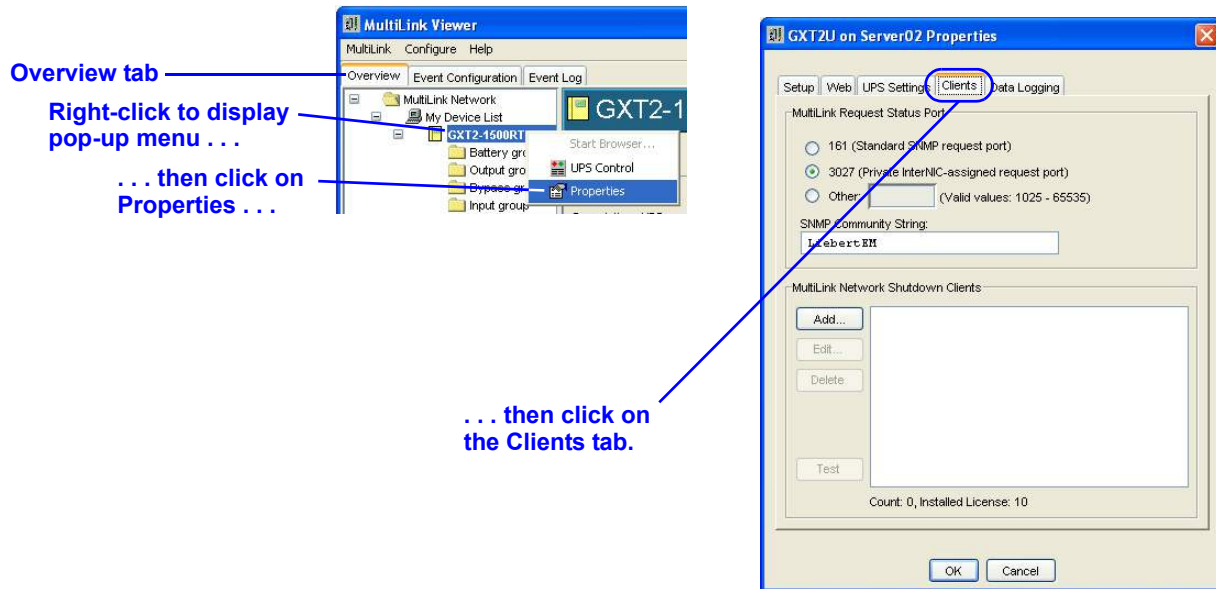 MultiLink Viewer
MultiLink Configure Help
Overview Event Configuration Event Log
MultiLink Network
My Device List
GXT2-1500RT
Battery gr
Output gro
Bypass gr
Input group
GXT2-1
Start Browser...
UPS Control
Properties
Overview tab
Right-click to display
pop-up menu . . .
. . . then click on
Properties . . .
. . . then click on
the Clients tab.
GXT2U on Server02 Properties
Setup Web UPS Settings Clients Data Logging
MultiLink Request Status Port
161 (Standard SNMP request port)
3027 (Private InterNIC-assigned request port)
Other: (Valid values: 1025 - 65535)
SNMP Community String:
LiebertEM
MultiLink Network Shutdown Clients
Add...
Edit...
Delete
Test
Count: 0, Installed License: 10
OK Cancel